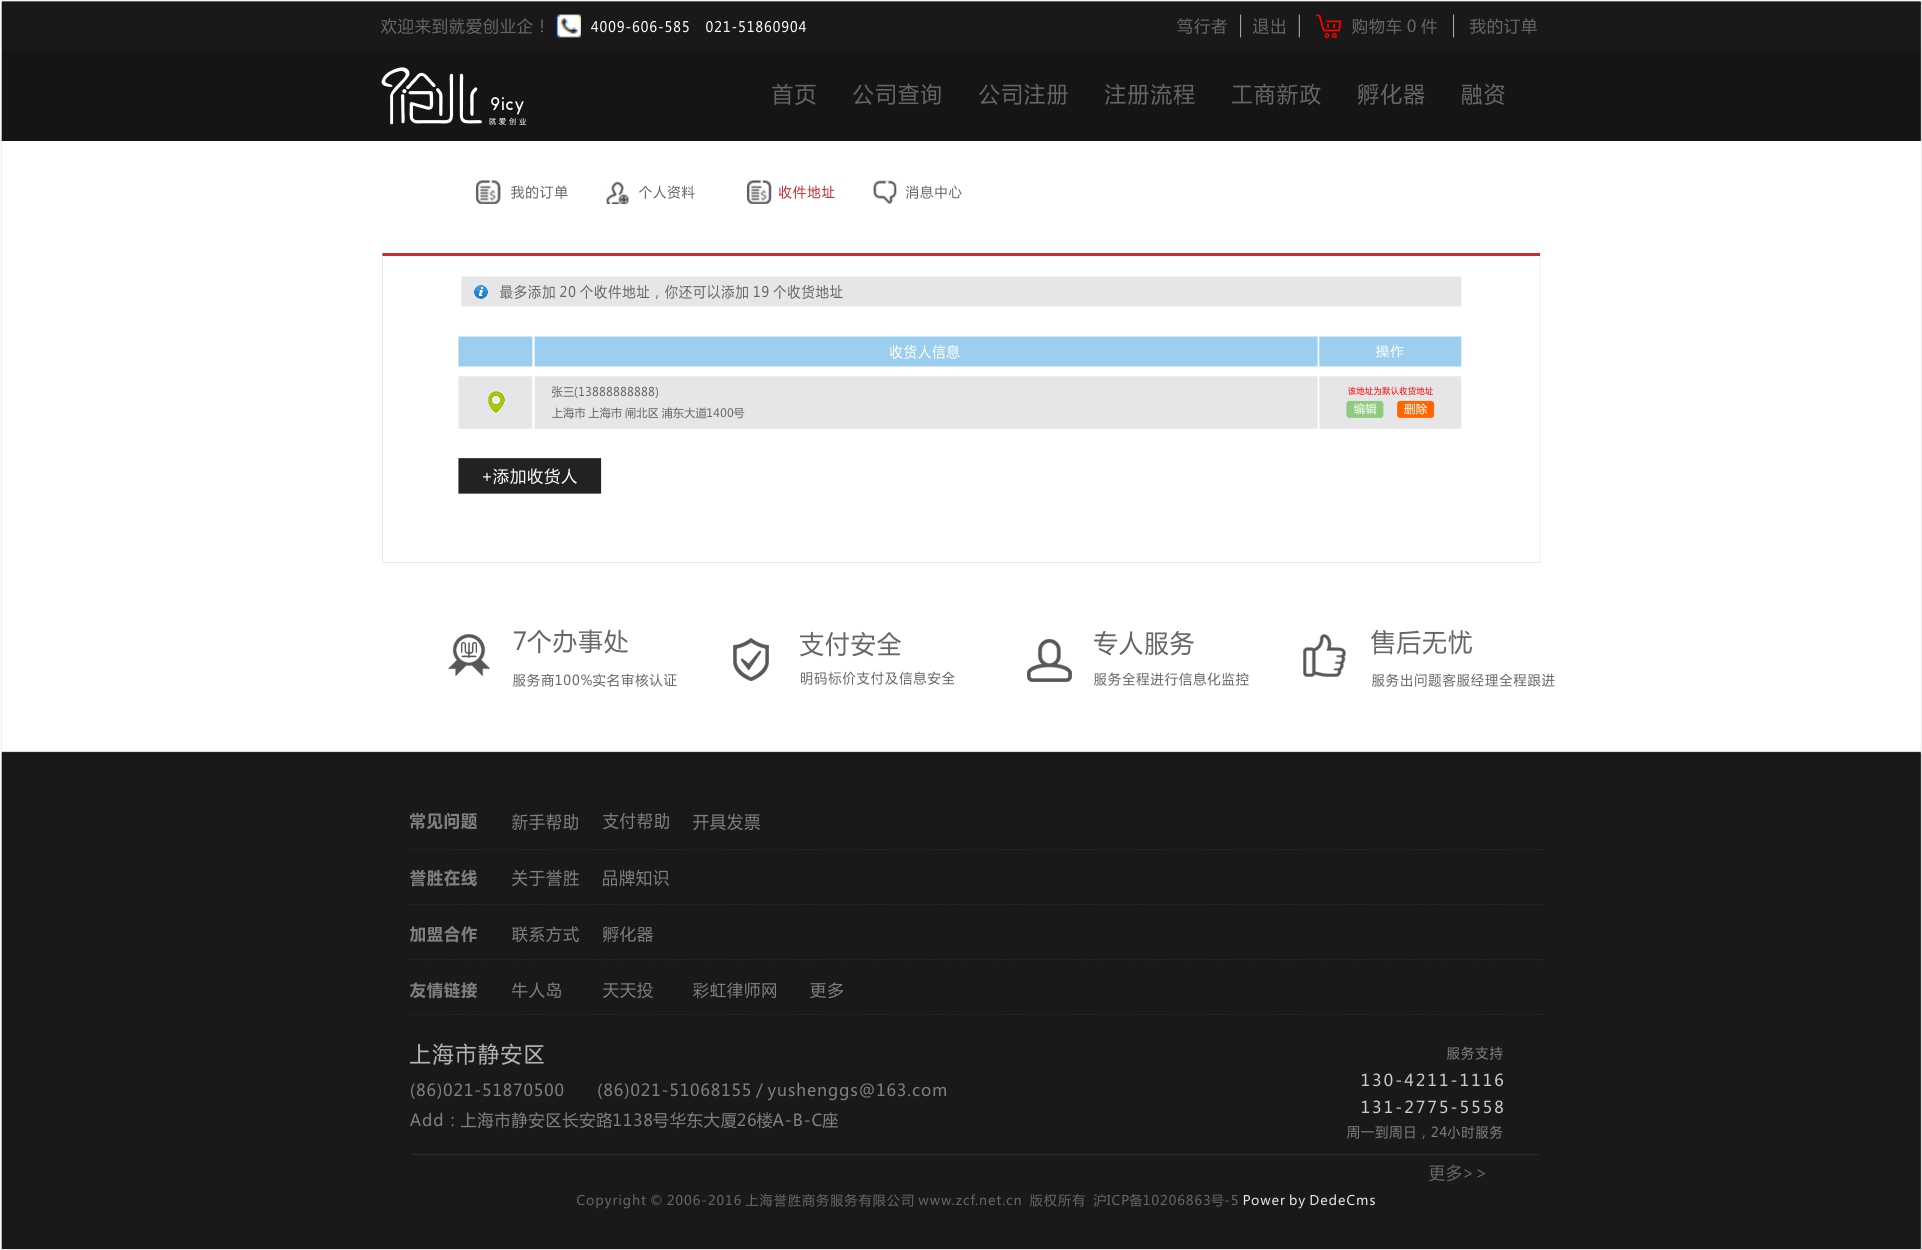 欢迎来到就爱创业企！ 4009-606-585 021-51860904 笃行者 退出 购物车 0 件 我的订单
9icy
就爱创业
首页 公司查询 公司注册 注册流程 工商新政 孵化器 融资
我的订单 个人资料 收件地址 消息中心
最多添加 20 个收件地址，你还可以添加 19 个收货地址
收货人信息 操作
张三(13888888888) 该地址为默认收货地址
上海市 上海市 闸北区 浦东大道1400号 编辑 删除
+添加收货人
7个办事处 支付安全 专人服务 售后无忧
服务商100%实名审核认证 明码标价支付及信息安全 服务全程进行信息化监控 服务出问题客服经理全程跟进
常见问题 新手帮助 支付帮助 开具发票
誉胜在线 关于誉胜 品牌知识
加盟合作 联系方式 孵化器
友情链接 牛人岛 天天投 彩虹律师网 更多
上海市静安区 服务支持
(86)021-51870500 (86)021-51068155 / yushenggs@163.com 130-4211-1116
131-2775-5558
Add：上海市静安区长安路1138号华东大厦26楼A-B-C座 周一到周日，24小时服务
更多>>
Copyright © 2006-2016 上海誉胜商务服务有限公司 www.zcf.net.cn 版权所有 沪ICP备10206863号-5 Power by DedeCms